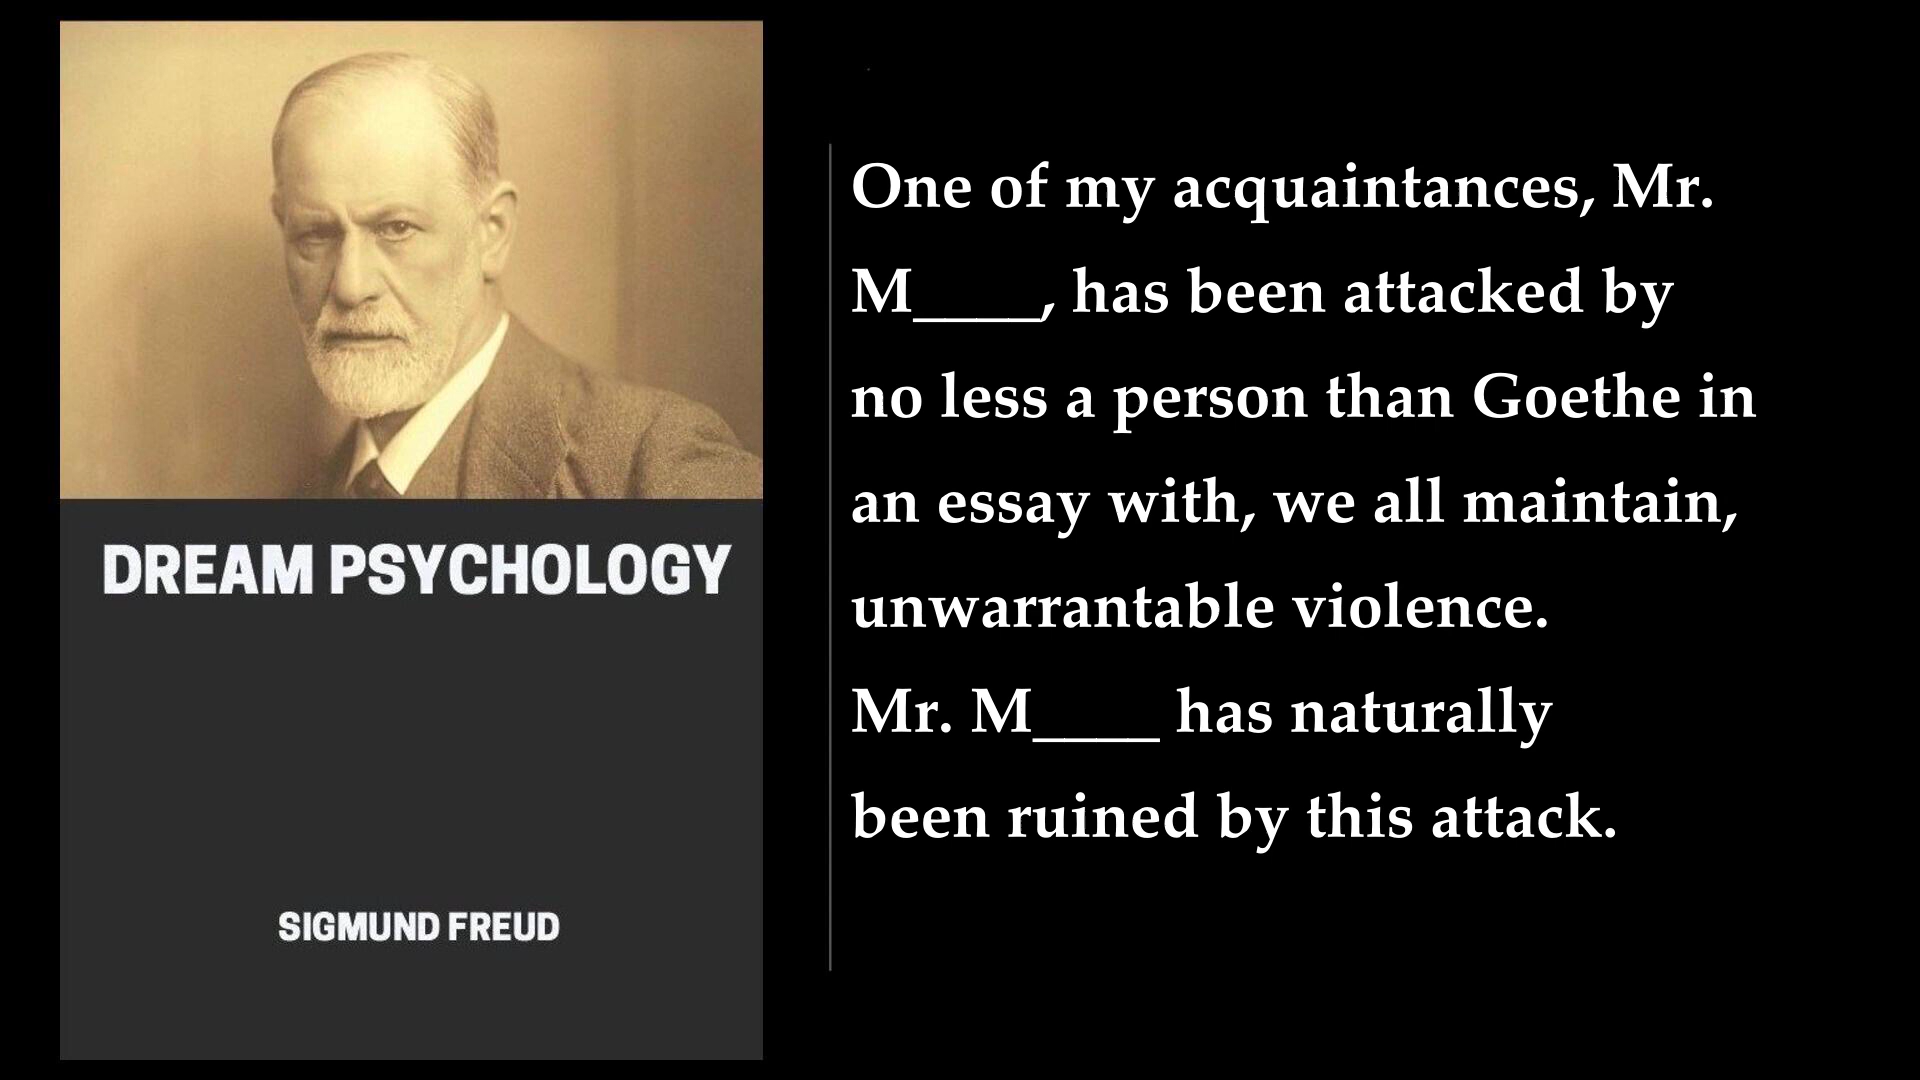 DREAM PSYCHOLOGY
SIGMUND FREUD
One of my acquaintances, Mr.
M____, has been attacked by
no less a person than Goethe in
an essay with, we all maintain,
unwarrantable violence.
Mr. M____ has naturally
been ruined by this attack.